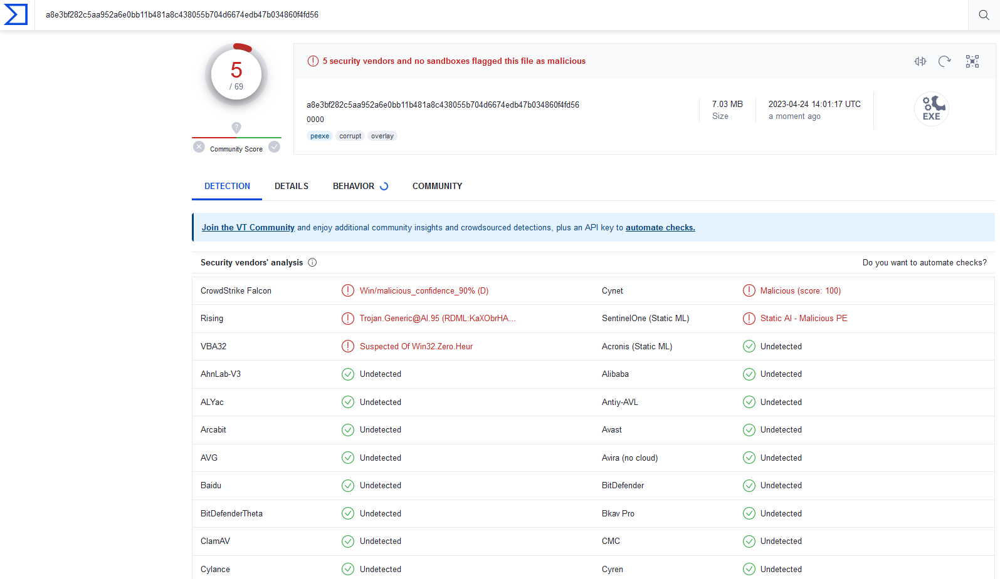 a8e3bf282c5aa952a6e0bb11b481a8c438055b704d6674edb47b034860f4fd56
5
/ 69
Community Score
5 security vendors and no sandboxes flagged this file as malicious
a8e3bf282c5aa952a6e0bb11b481a8c438055b704d6674edb47b034860f4fd56
0000
peexe corrupt overlay
7.03 MB
Size
2023-04-24 14:01:17 UTC
a moment ago
EXE
DETECTION DETAILS BEHAVIOR COMMUNITY
Join the VT Community and enjoy additional community insights and crowdsourced detections, plus an API key to automate checks.
Security vendors' analysis Do you want to automate checks?
CrowdStrike Falcon Win/malicious_confidence_90% (D) Cynet Malicious (score: 100)
Rising Trojan.Generic@AI.95 (RDML:KaXObrHA... SentinelOne (Static ML) Static AI - Malicious PE
VBA32 Suspected Of Win32.Zero.Heur Acronis (Static ML) Undetected
AhnLab-V3 Undetected Alibaba Undetected
ALYac Undetected Antiy-AVL Undetected
Arcabit Undetected Avast Undetected
AVG Undetected Avira (no cloud) Undetected
Baidu Undetected BitDefender Undetected
BitDefenderTheta Undetected Bkav Pro Undetected
ClamAV Undetected CMC Undetected
Cylance Undetected Cyren Undetected